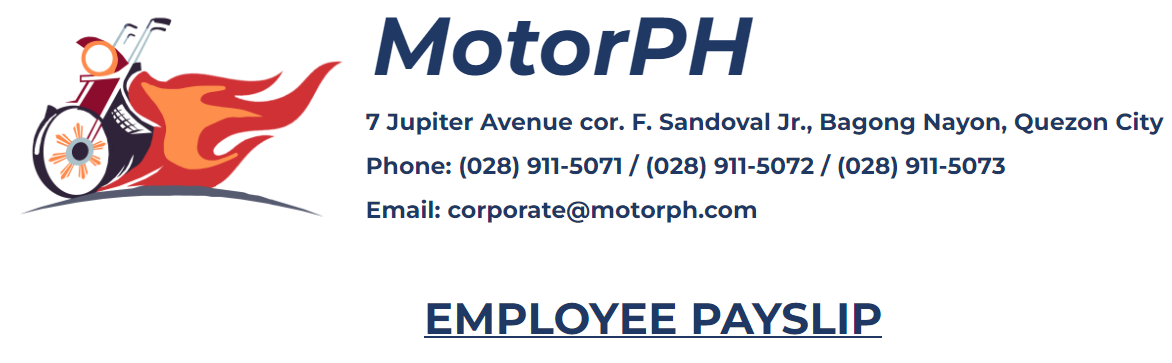 MotorPH
7 Jupiter Avenue cor. F. Sandoval Jr., Bagong Nayon, Quezon City
Phone: (028) 911-5071 / (028) 911-5072 / (028) 911-5073
Email: corporate@motorph.com
EMPLOYEE PAYSLIP